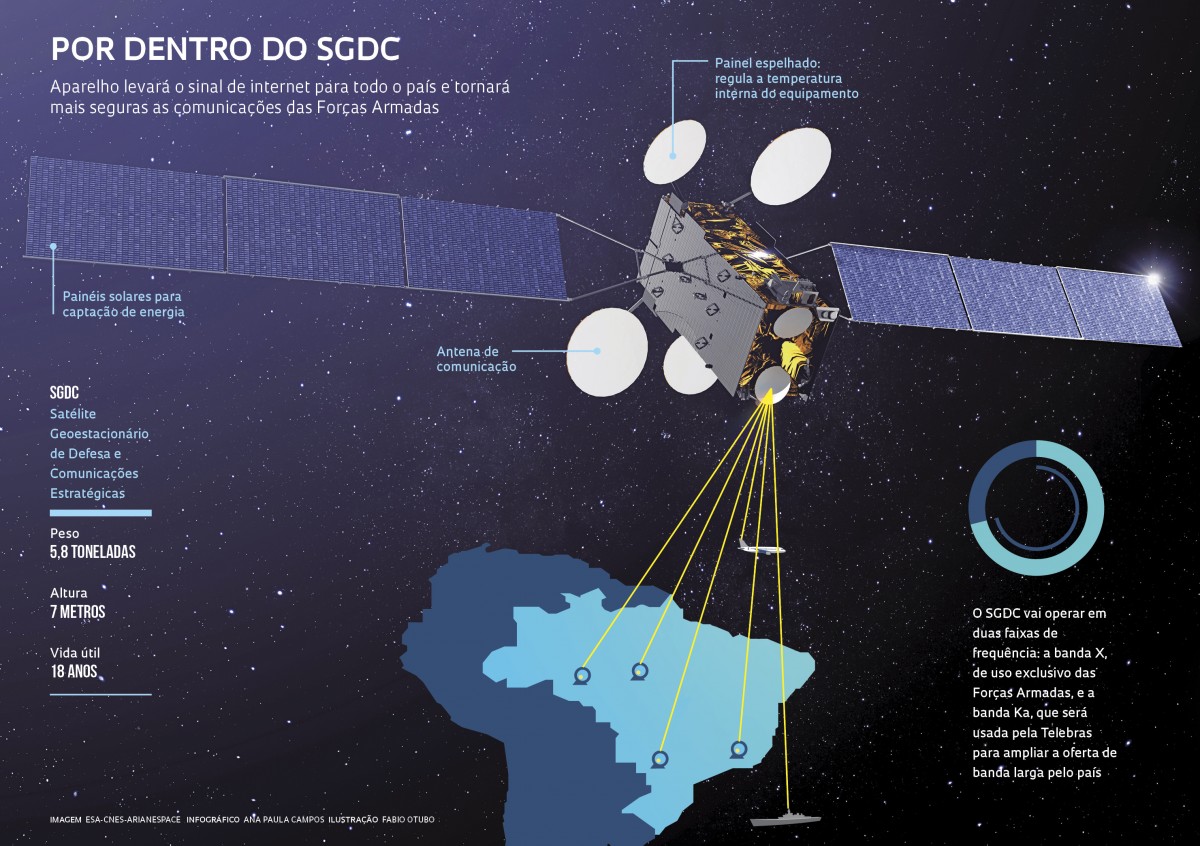 POR DENTRO DO SGDC
Aparelho levará o sinal de internet para todo o país e tornará
mais seguras as comunicações das Forças Armadas
Painel espelhado:
regula a temperatura
interna do equipamento
Painéis solares para
captação de energia
Antena de
comunicação
SGDC
Satélite
Geoestacionário
de Defesa e
Comunicações
Estratégicas
Peso
5,8 TONELADAS
Altura
7 METROS
Vida útil
18 ANOS
O SGDC vai operar em
duas faixas de
frequência: a banda X,
de uso exclusivo das
Forças Armadas, e a
banda Ka, que será
usada pela Telebras
para ampliar a oferta de
banda larga pelo país
IMAGEM ESA-CNES-ARIANESPACE INFOGRÁFICO ANA PAULA CAMPOS ILUSTRAÇÃO FABIO OTUBO